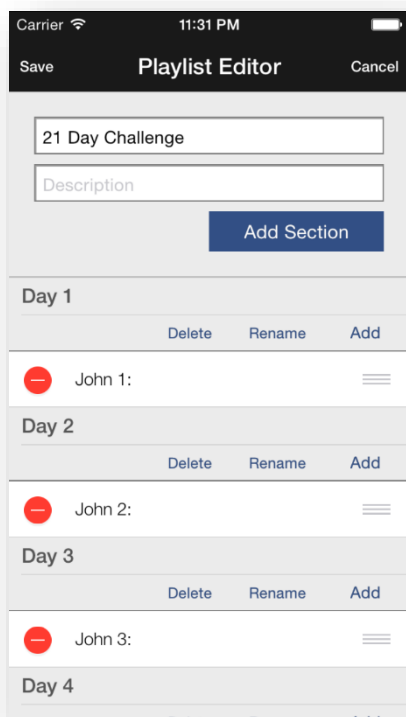 Carrier 11:31 PM
Save Playlist Editor Cancel
21 Day Challenge
Description
Add Section
Day 1
Delete Rename Add
John 1:
Day 2
Delete Rename Add
John 2:
Day 3
Delete Rename Add
John 3:
Day 4